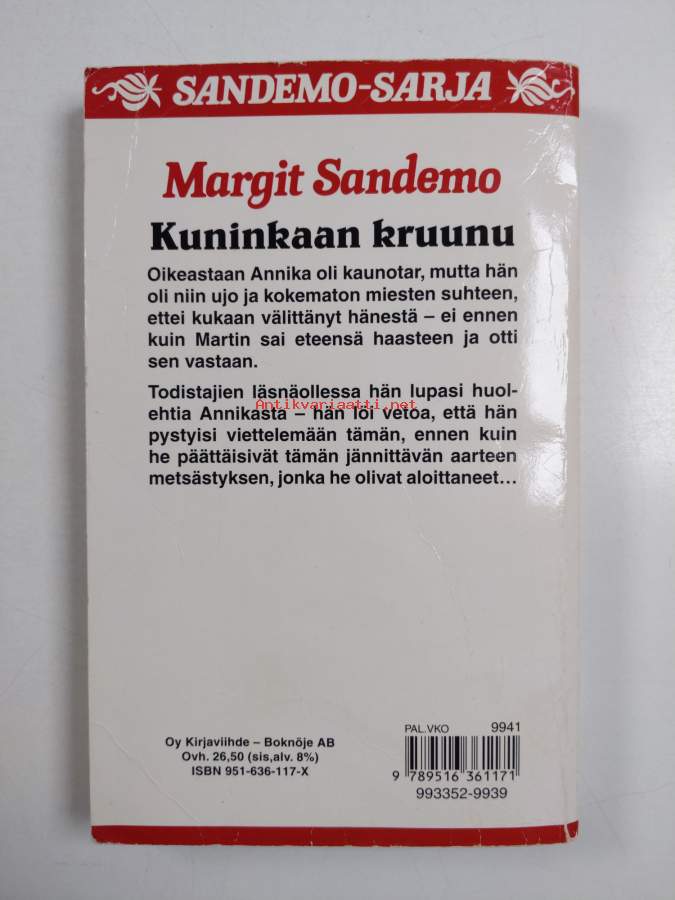 SANDEMO-SARJA
Margit Sandemo
Kuninkaan kruunu
Oikeastaan Annika oli kaunotar, mutta hän
oli niin ujo ja kokematon miesten suhteen,
ettei kukaan välittänyt hänestä – ei ennen
kuin Martin sai eteensä haasteen ja otti
sen vastaan.
Todistajien läsnäollessa hän lupasi huol-
ehtia Annikasta – hän löi vetoa, että hän
Antikvariaatti.net
pystyisi viettelemään tämän, ennen kuin
he päättäisivät tämän jännittävän aarteen
metsästyksen, jonka he olivat aloittaneet...
Oy Kirjaviihde – Boknöje AB
Ovh. 26,50 (sis,alv. 8%)
ISBN 951-636-117-X
PAL.VKO 9941
9 789516 361171
993352-9939